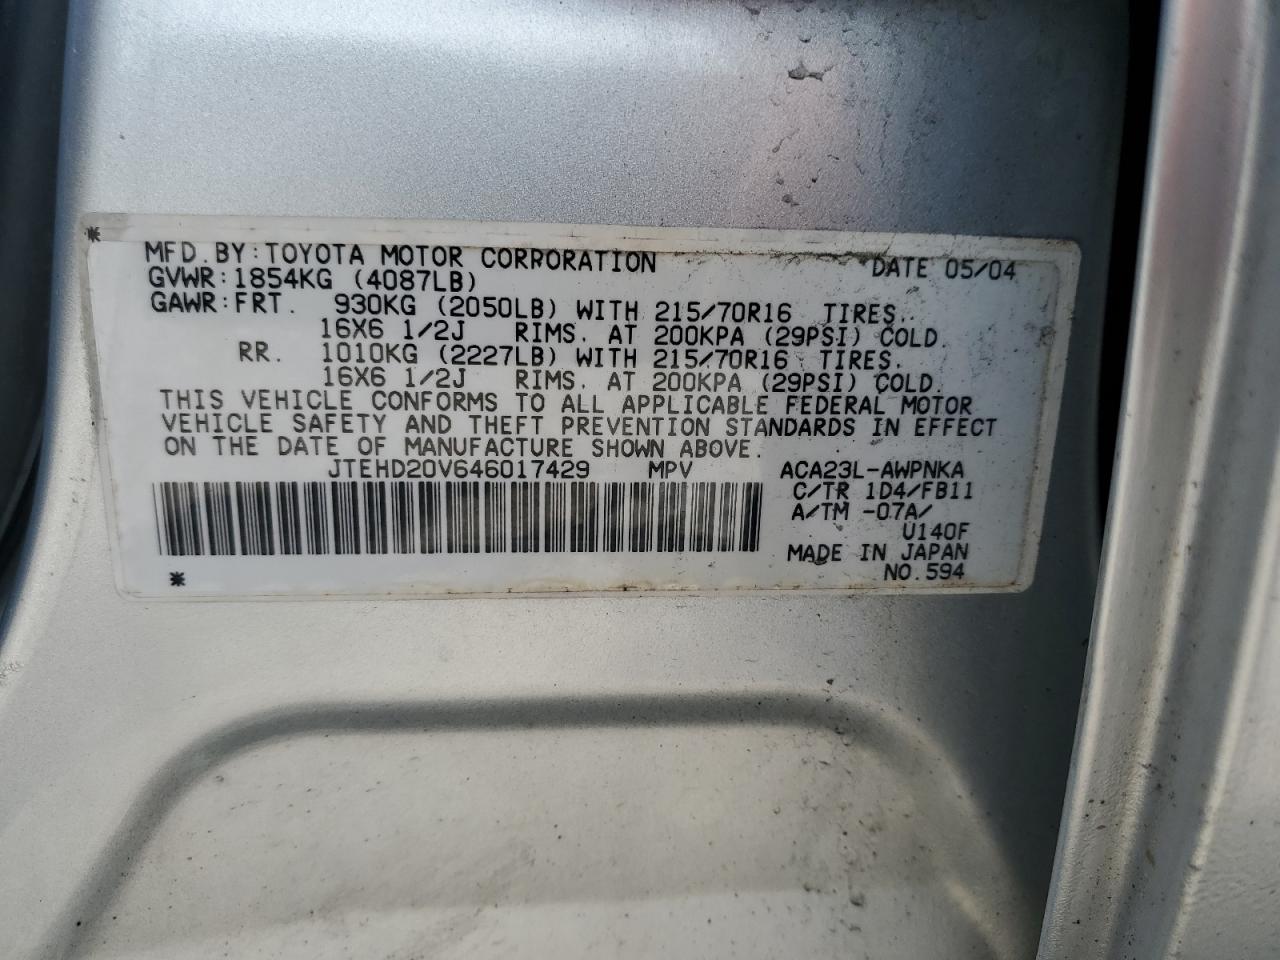 MFD. BY: TOYOTA MOTOR CORPORATION DATE 05/04
GVWR: 1854KG (4087LB)
GAWR: FRT. 930KG (2050LB) WITH 215/70R16 TIRES.
16X6 1/2J RIMS. AT 200KPA (29PSI) COLD.
RR. 1010KG (2227LB) WITH 215/70R16 TIRES.
16X6 1/2J RIMS. AT 200KPA (29PSI) COLD.
THIS VEHICLE CONFORMS TO ALL APPLICABLE FEDERAL MOTOR
VEHICLE SAFETY AND THEFT PREVENTION STANDARDS IN EFFECT
ON THE DATE OF MANUFACTURE SHOWN ABOVE.
JTEHD20V646017429 MPV ACA23L-AWPNKA
C/TR 1D4/FB11
A/TM -07A/
U140F
MADE IN JAPAN
NO. 594